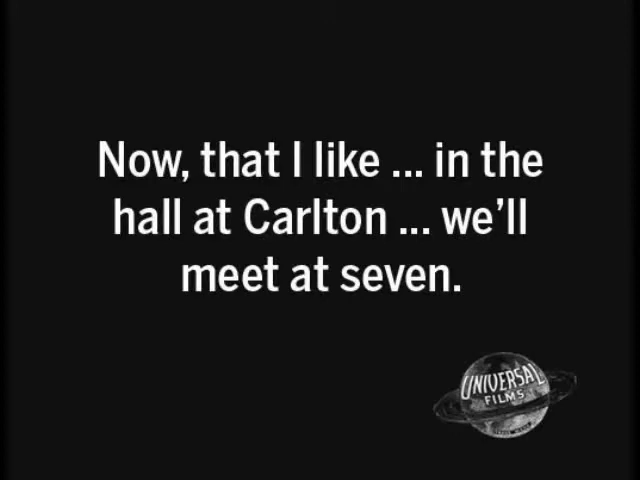 Now, that I like ... in the
hall at Carlton ... we'll
meet at seven.
UNIVERSAL
FILMS